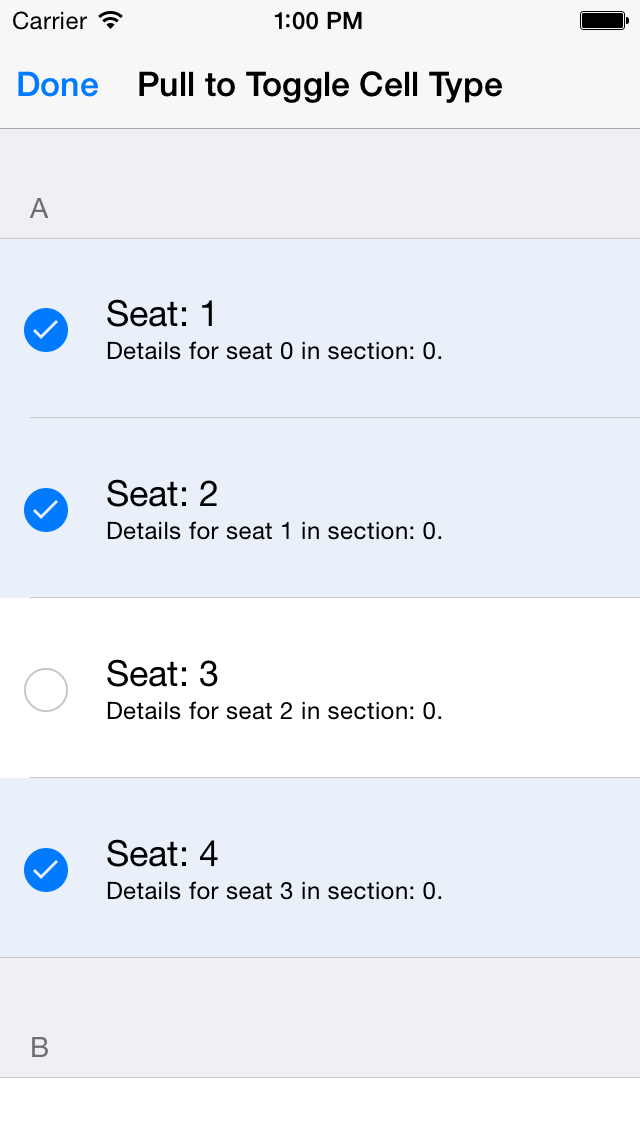 Carrier 1:00 PM
Done Pull to Toggle Cell Type
A
Seat: 1
Details for seat 0 in section: 0.
Seat: 2
Details for seat 1 in section: 0.
Seat: 3
Details for seat 2 in section: 0.
Seat: 4
Details for seat 3 in section: 0.
B